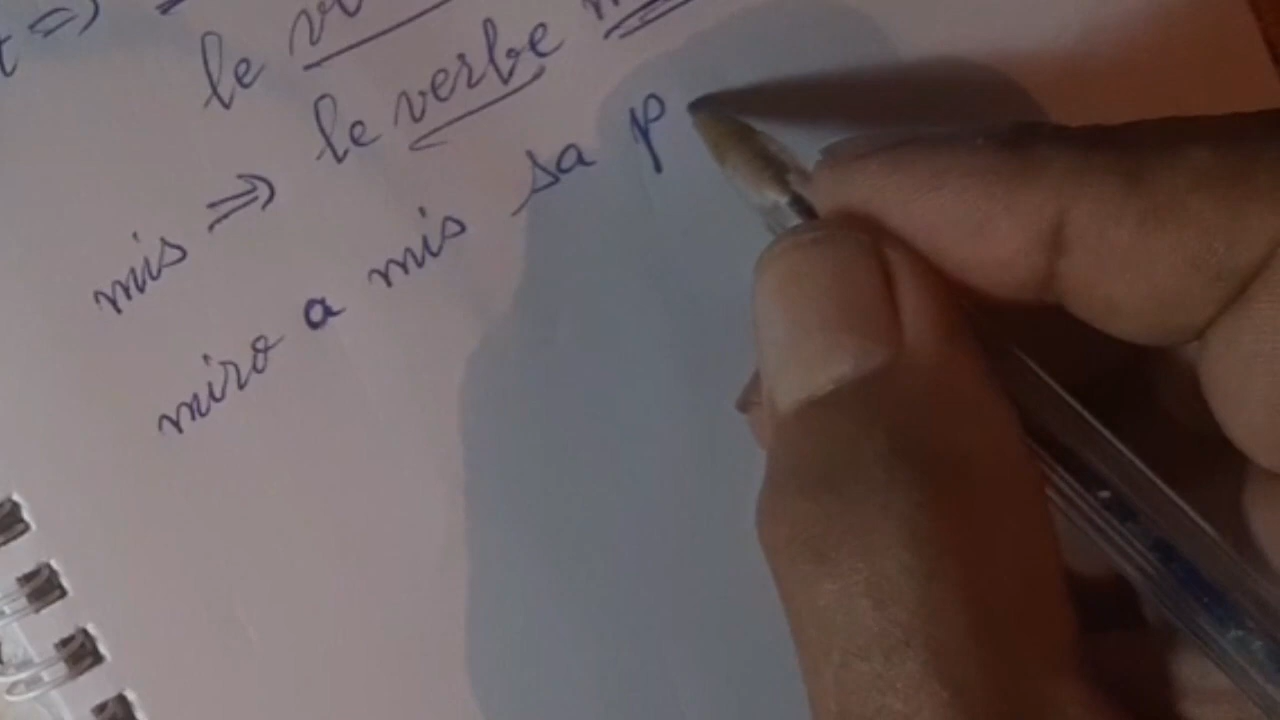 =>
le
mis => le verbe
miro a mis sa p